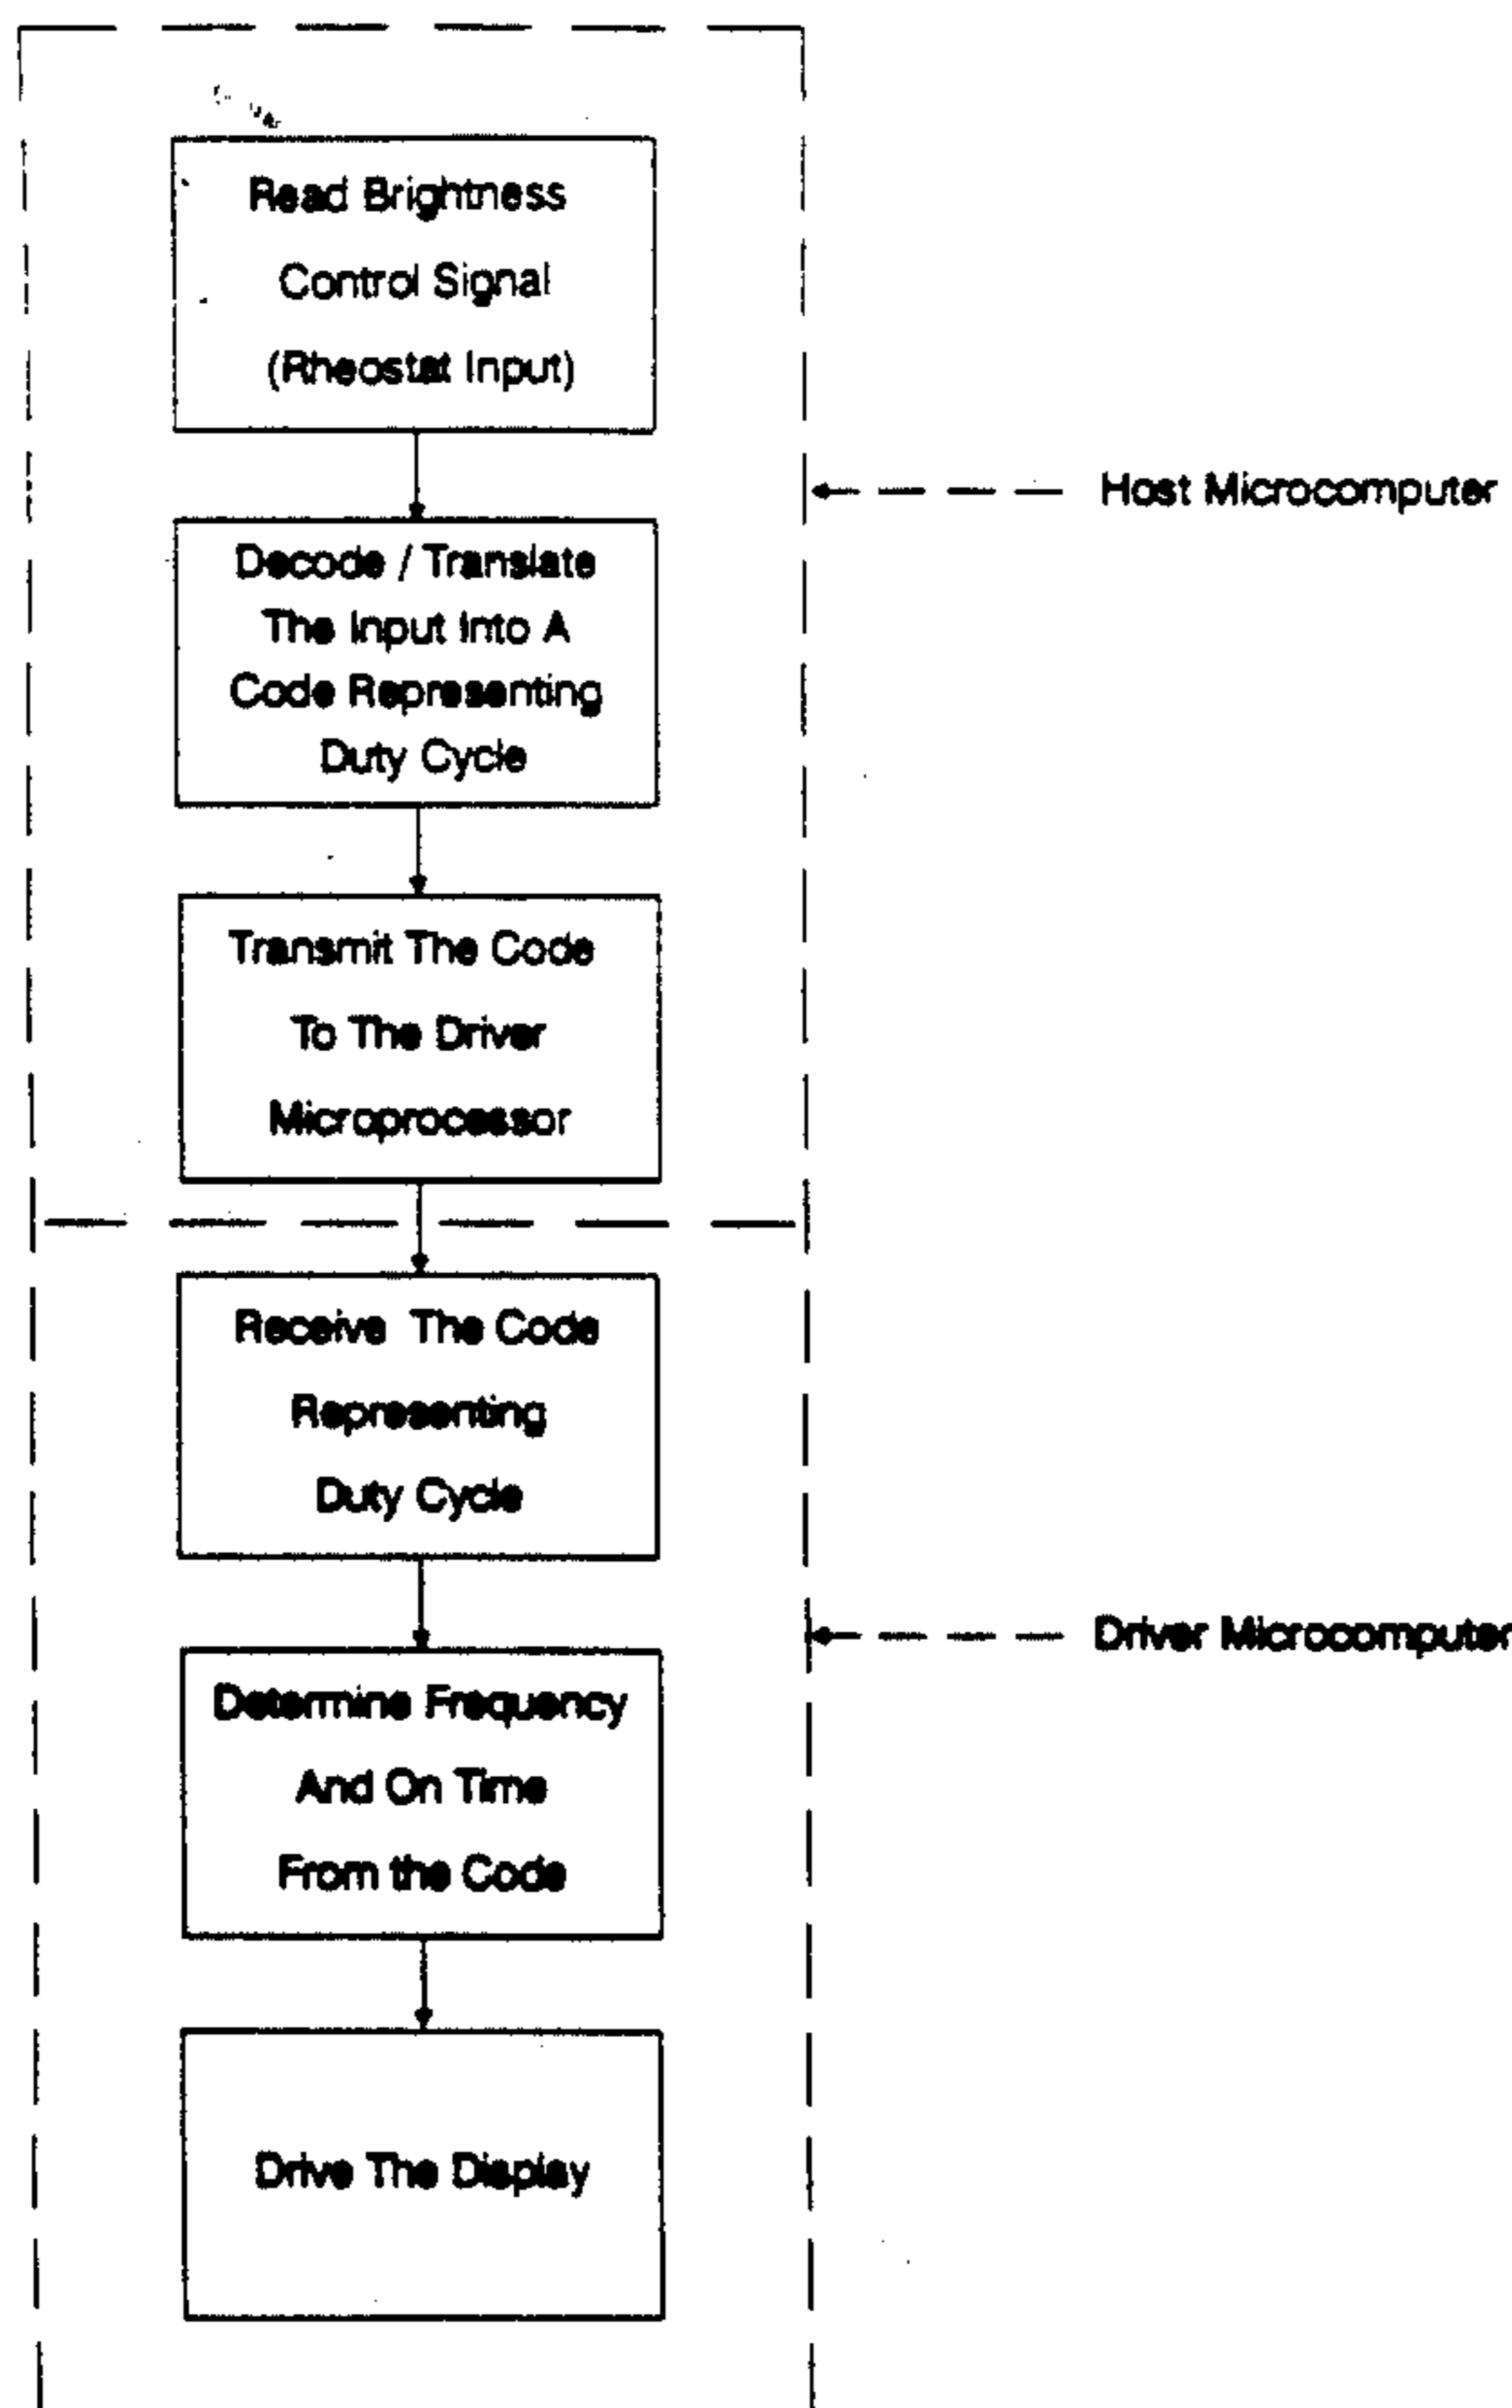 Read Brightness
Control Signal
(Rheostat Input)
Host Microcomputer
Decode / Translate
The Input Into A
Code Representing
Duty Cycle
Transmit The Code
To The Driver
Microprocessor
Receive The Code
Representing
Duty Cycle
Driver Microcomputer
Determine Frequency
And On Time
From the Code
Drive The Display